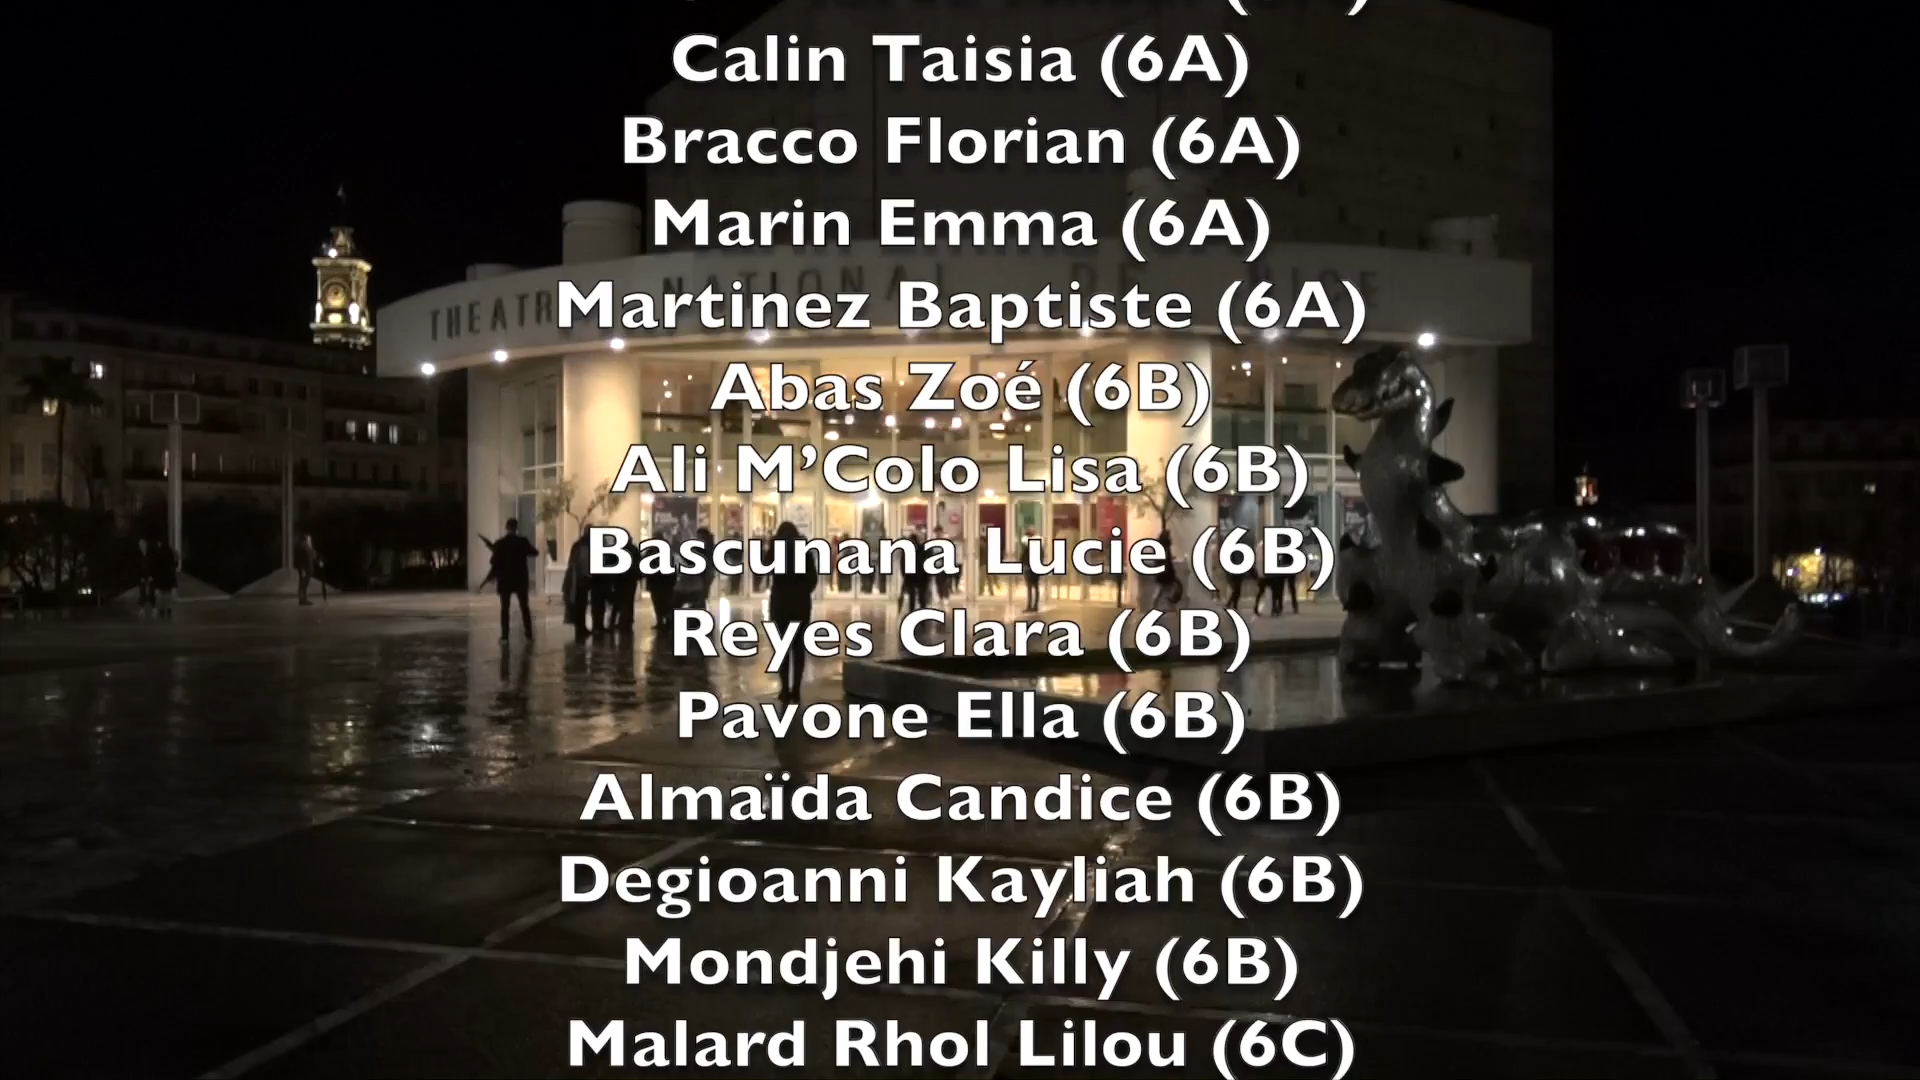 Calin Taisia (6A)
Bracco Florian (6A)
Marin Emma (6A)
Martinez Baptiste (6A)
Abas Zoé (6B)
Ali M’Colo Lisa (6B)
Bascunana Lucie (6B)
Reyes Clara (6B)
Pavone Ella (6B)
Almaïda Candice (6B)
Degioanni Kayliah (6B)
Mondjehi Killy (6B)
Malard Rhol Lilou (6C)
NATIONAL DE